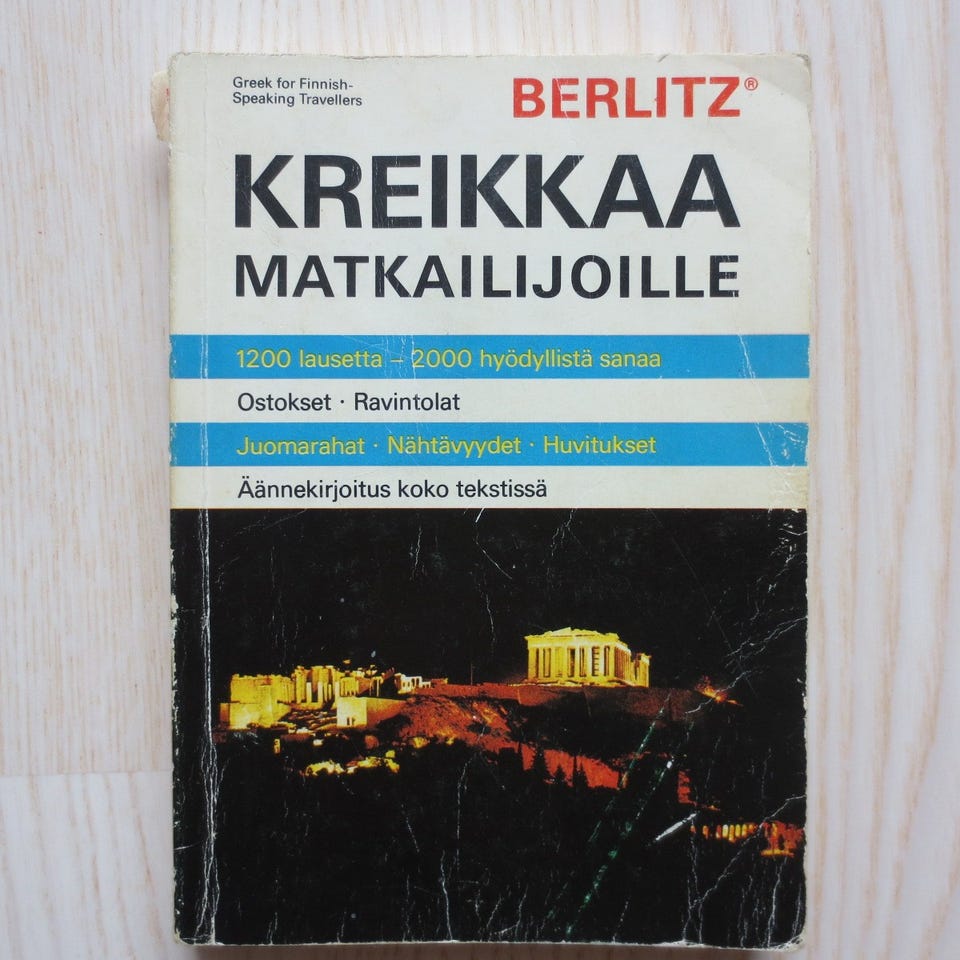 Greek for Finnish-
Speaking Travellers
BERLITZ®
KREIKKAA
MATKAILIJOILLE
1200 lausetta – 2000 hyödyllistä sanaa
Ostokset · Ravintolat
Juomarahat · Nähtävyydet · Huvitukset
Äännekirjoitus koko tekstissä